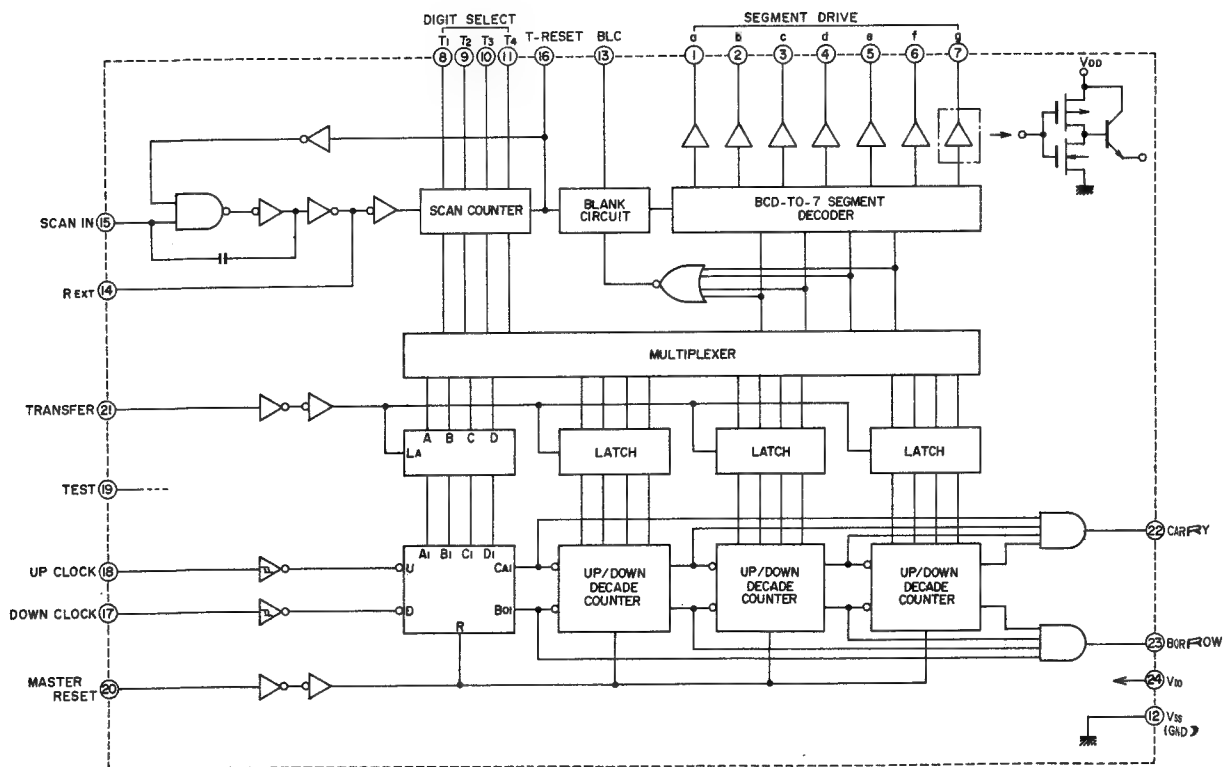 DIGIT SELECT
T1 T2 T3 T4 T-RESET BLC
8 9 10 11 16 13
SEGMENT DRIVE
a b c d e f g
1 2 3 4 5 6 7
VDD
SCAN IN 15
SCAN COUNTER
BLANK
CIRCUIT
BCD-TO-7 SEGMENT
DECODER
REXT 14
MULTIPLEXER
TRANSFER 21
A B C D
LA
LATCH
LATCH
LATCH
TEST 19
A1 B1 C1 D1
U CA1
D BO1
R
UP CLOCK 18
DOWN CLOCK 17
UP/DOWN
DECADE
COUNTER
UP/DOWN
DECADE
COUNTER
UP/DOWN
DECADE
COUNTER
22 CARRY
23 BORROW
MASTER
RESET 20
24 VDD
12 VSS
(GND)